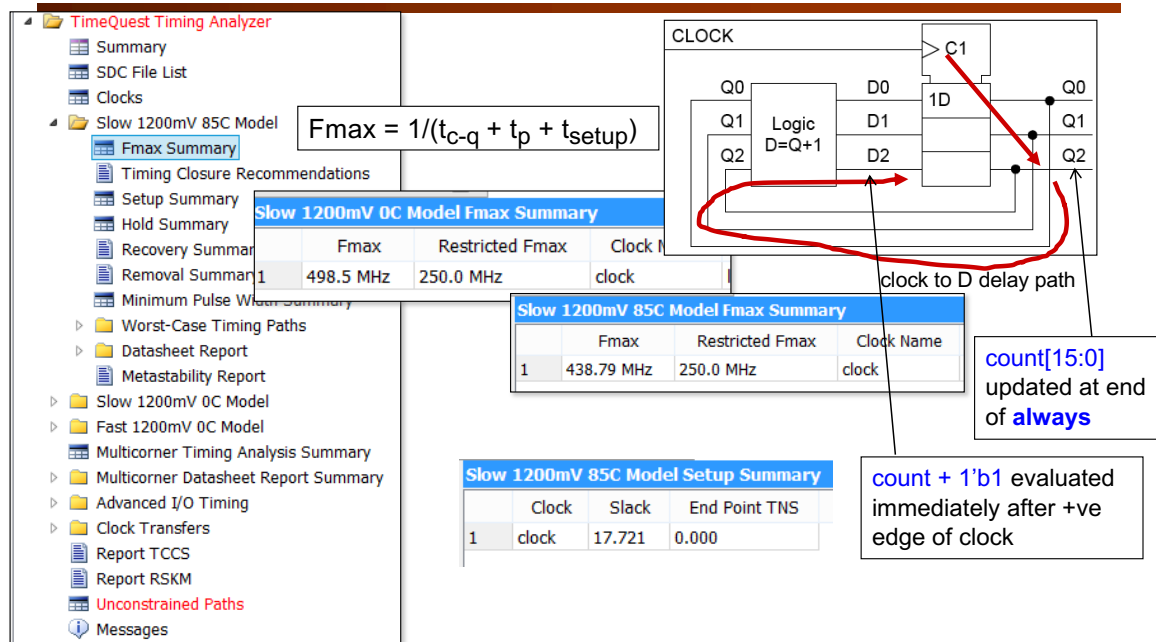 TimeQuest Timing Analyzer
Summary
SDC File List
Clocks
Slow 1200mV 85C Model
Fmax Summary
Timing Closure Recommendations
Setup Summary
Hold Summary
Recovery Summar
Removal Summary
Minimum Pulse Width Summary
Worst-Case Timing Paths
Datasheet Report
Metastability Report
Slow 1200mV 0C Model
Fast 1200mV 0C Model
Multicorner Timing Analysis Summary
Multicorner Datasheet Report Summary
Advanced I/O Timing
Clock Transfers
Report TCCS
Report RSKM
Unconstrained Paths
Messages
Fmax = 1/(tc-q + tp + tsetup)
Slow 1200mV 0C Model Fmax Summary
Fmax Restricted Fmax Clock N
1 498.5 MHz 250.0 MHz clock
Slow 1200mV 85C Model Fmax Summary
Fmax Restricted Fmax Clock Name
1 438.79 MHz 250.0 MHz clock
Slow 1200mV 85C Model Setup Summary
Clock Slack End Point TNS
1 clock 17.721 0.000
CLOCK
C1
Q0 D0 1D Q0
Q1 Logic D1 Q1
D=Q+1
Q2 D2 Q2
clock to D delay path
count[15:0]
updated at end
of always
count + 1’b1 evaluated
immediately after +ve
edge of clock